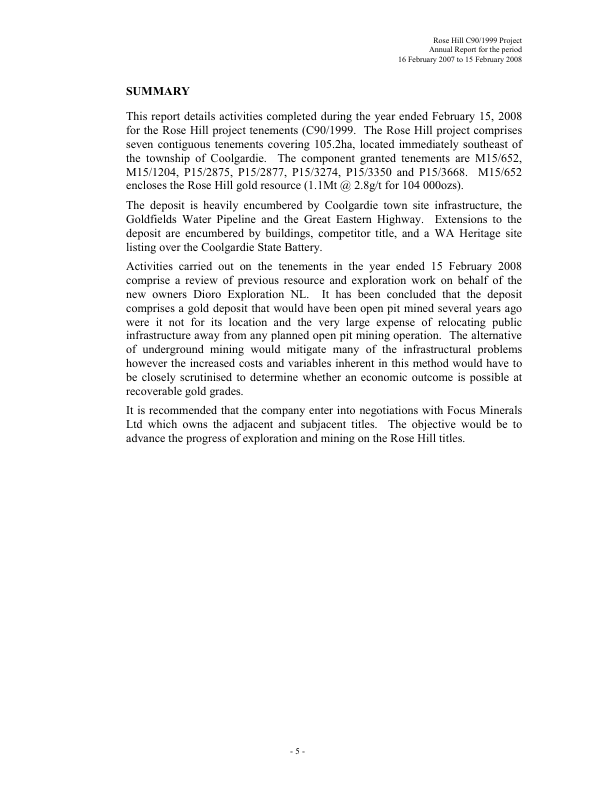 Rose Hill C90/1999 Project
Annual Report for the period
16 February 2007 to 15 February 2008
SUMMARY
This report details activities completed during the year ended February 15, 2008
for the Rose Hill project tenements (C90/1999.  The Rose Hill project comprises
seven contiguous tenements covering 105.2ha, located immediately southeast of
the township of Coolgardie.  The component granted tenements are M15/652,
M15/1204, P15/2875, P15/2877, P15/3274, P15/3350 and P15/3668.  M15/652
encloses the Rose Hill gold resource (1.1Mt @ 2.8g/t for 104 000ozs).
The deposit is heavily encumbered by Coolgardie town site infrastructure, the
Goldfields Water Pipeline and the Great Eastern Highway.  Extensions to the
deposit are encumbered by buildings, competitor title, and a WA Heritage site
listing over the Coolgardie State Battery.
Activities carried out on the tenements in the year ended 15 February 2008
comprise a review of previous resource and exploration work on behalf of the
new owners Dioro Exploration NL.  It has been concluded that the deposit
comprises a gold deposit that would have been open pit mined several years ago
were it not for its location and the very large expense of relocating public
infrastructure away from any planned open pit mining operation.  The alternative
of underground mining would mitigate many of the infrastructural problems
however the increased costs and variables inherent in this method would have to
be closely scrutinised to determine whether an economic outcome is possible at
recoverable gold grades.
It is recommended that the company enter into negotiations with Focus Minerals
Ltd which owns the adjacent and subjacent titles.  The objective would be to
advance the progress of exploration and mining on the Rose Hill titles.
- 5 -